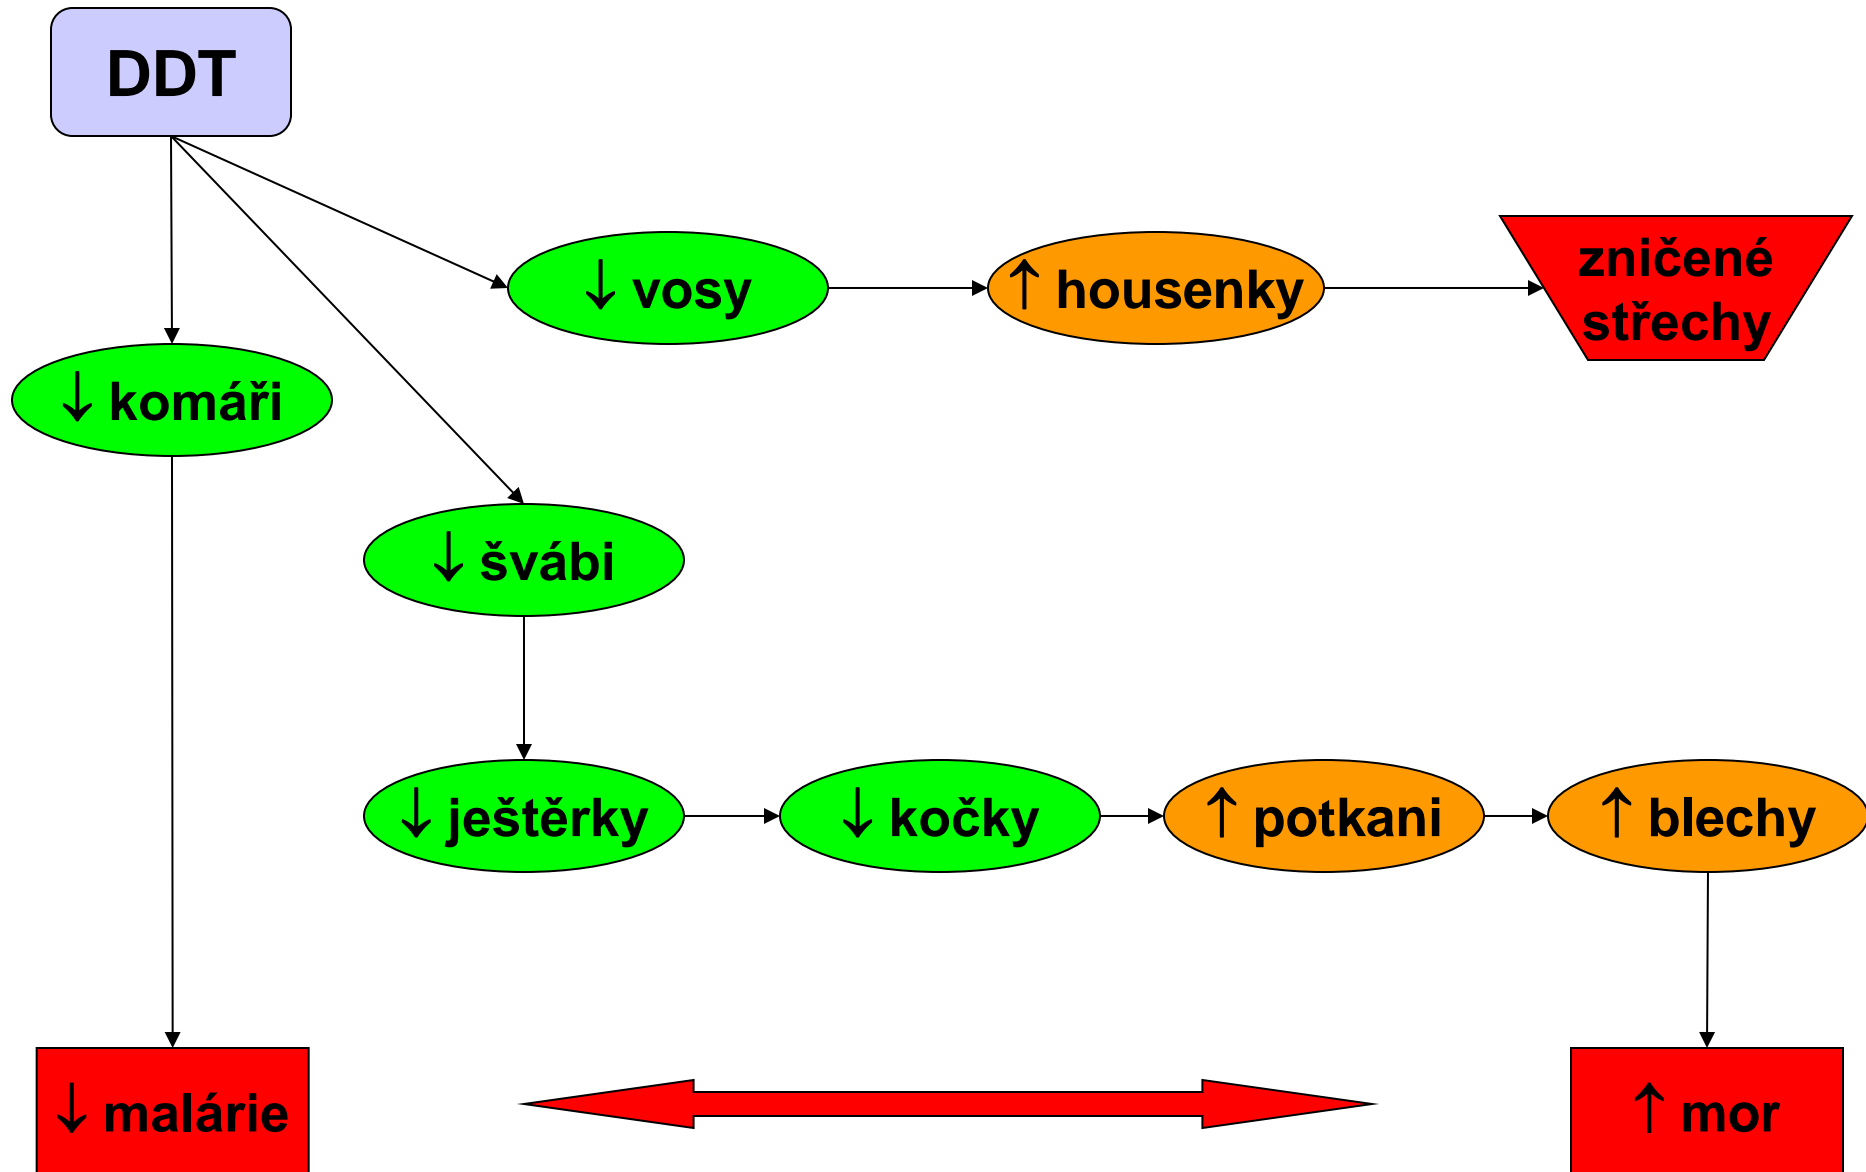 DDT
↓ vosy
↑ housenky
zničené
střechy
↓ komáři
↓ švábi
↓ ještěrky
↓ kočky
↑ potkani
↑ blechy
↓ malárie
↑ mor